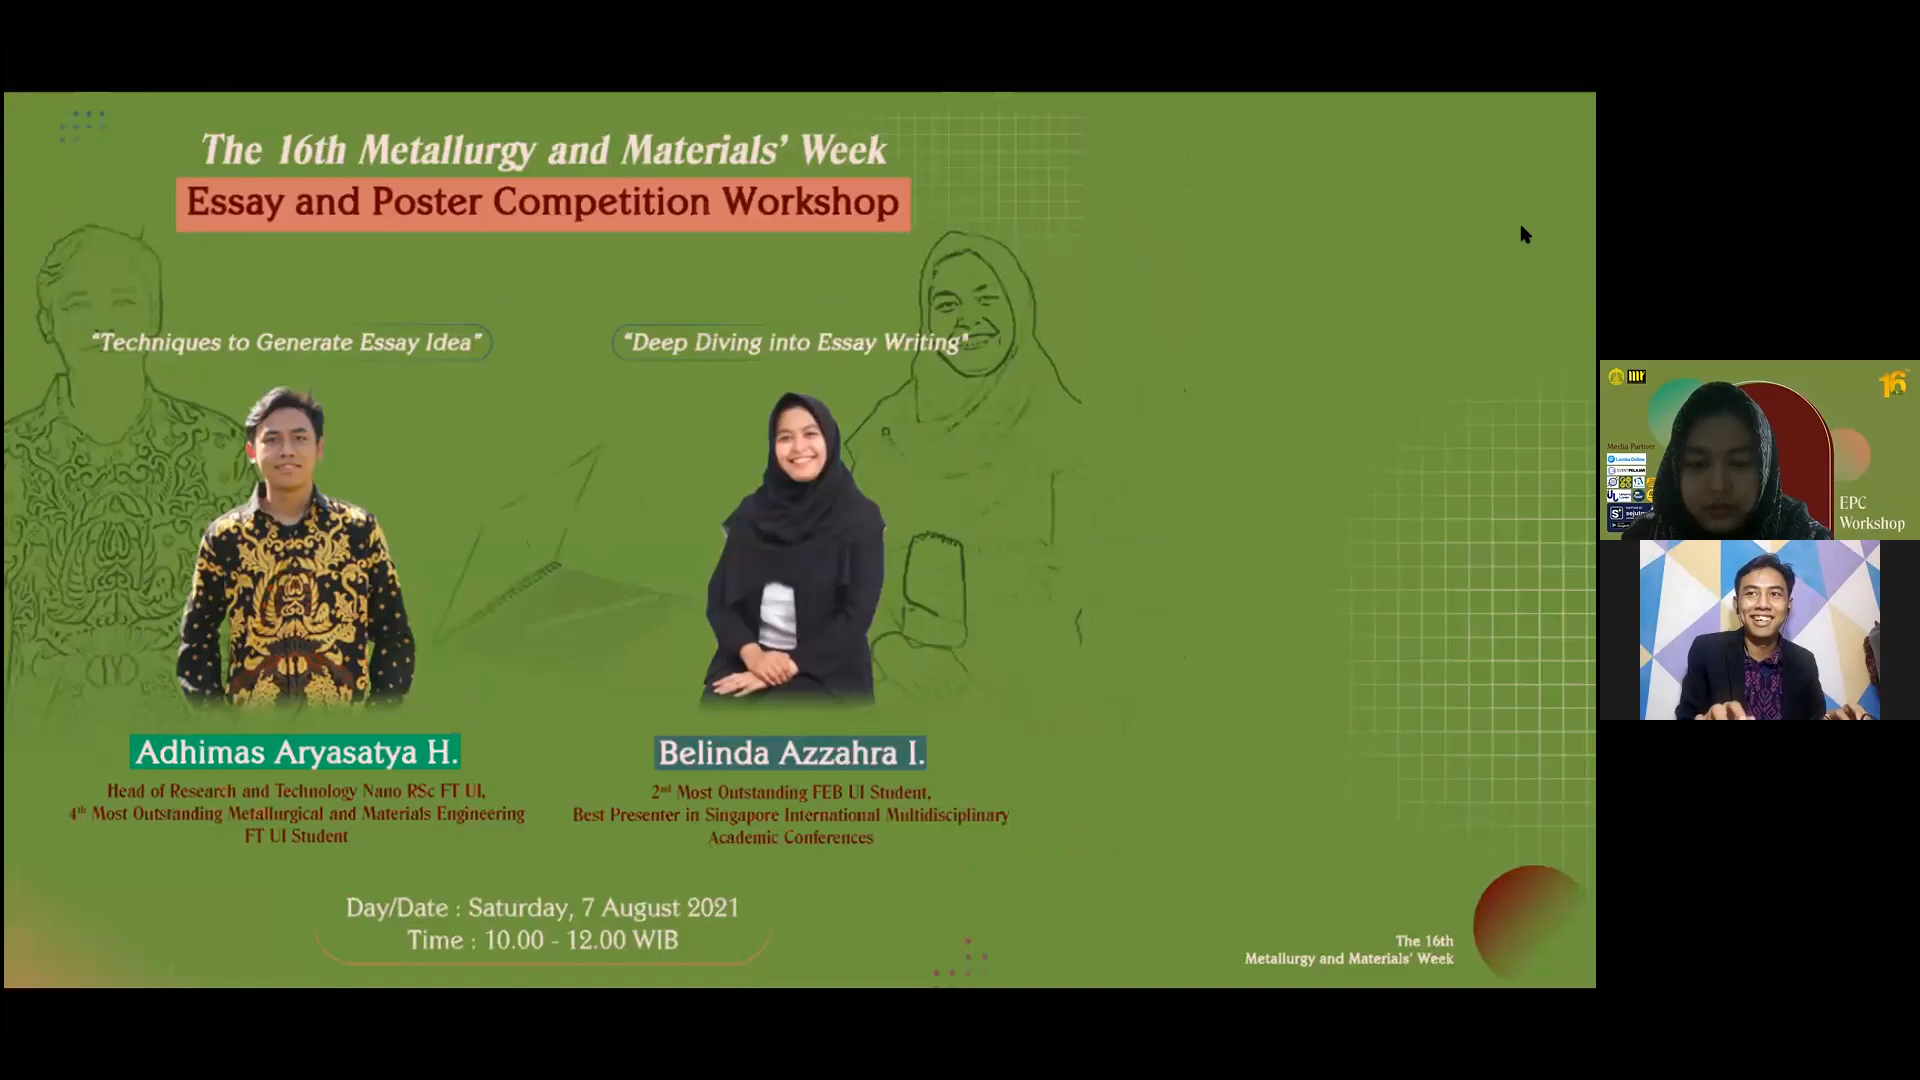 The 16th Metallurgy and Materials' Week
Essay and Poster Competition Workshop
"Techniques to Generate Essay Idea"
"Deep Diving into Essay Writing"
Adhimas Aryasatya H.
Head of Research and Technology Nano RSc FT UI,
4th Most Outstanding Metallurgical and Materials Engineering
FT UI Student
Belinda Azzahra I.
2nd Most Outstanding FEB UI Student,
Best Presenter in Singapore International Multidisciplinary
Academic Conferences
Day/Date : Saturday, 7 August 2021
Time : 10.00 - 12.00 WIB
The 16th
Metallurgy and Materials' Week
16
Media Partner
EPC
Workshop